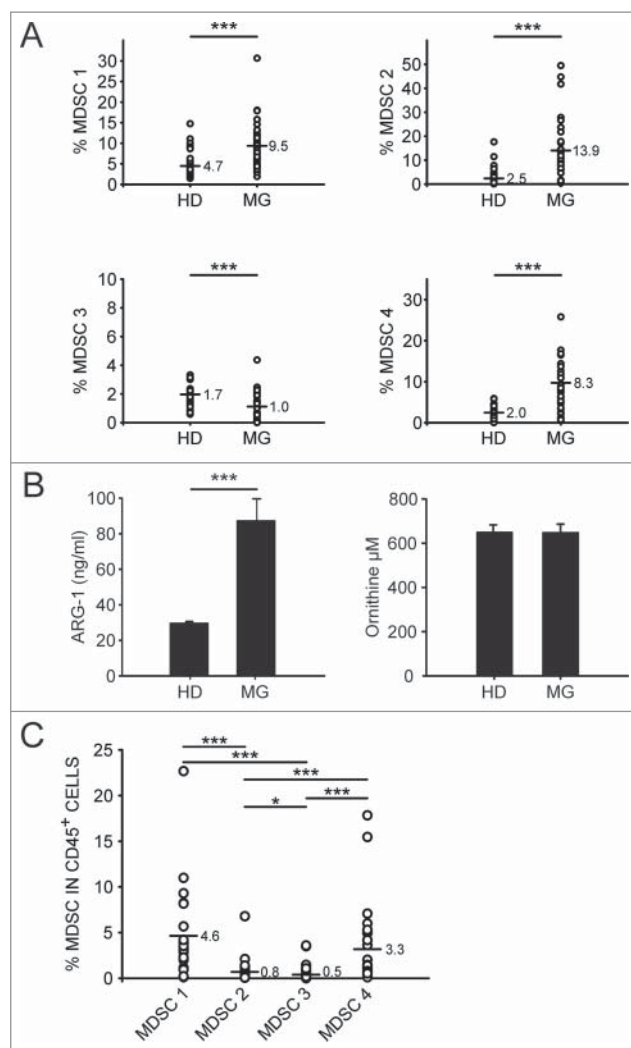 A
***
% MDSC 1
30
25
20
15
10
5
0
4.7
9.5
HD
MG
***
% MDSC 2
50
40
30
20
10
0
2.5
13.9
HD
MG
***
% MDSC 3
10
8
6
4
2
0
1.7
1.0
HD
MG
***
% MDSC 4
30
20
10
0
2.0
8.3
HD
MG
B
***
ARG-1 (ng/ml)
100
80
60
40
20
0
HD
MG
Ornithine µM
800
600
400
200
0
HD
MG
C
% MDSC IN CD45+ CELLS
25
20
15
10
5
0
***
***
***
*
***
4.6
0.8
0.5
3.3
MDSC 1
MDSC 2
MDSC 3
MDSC 4